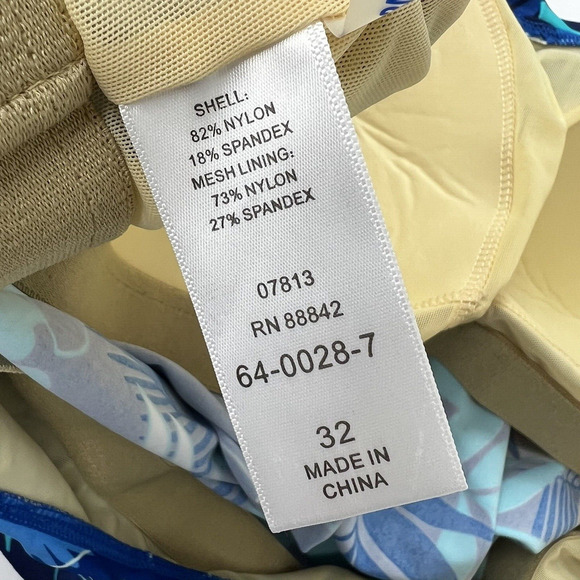 SHELL:
82% NYLON
18% SPANDEX
MESH LINING:
73% NYLON
27% SPANDEX
07813
RN 88842
64-0028-7
32
MADE IN
CHINA